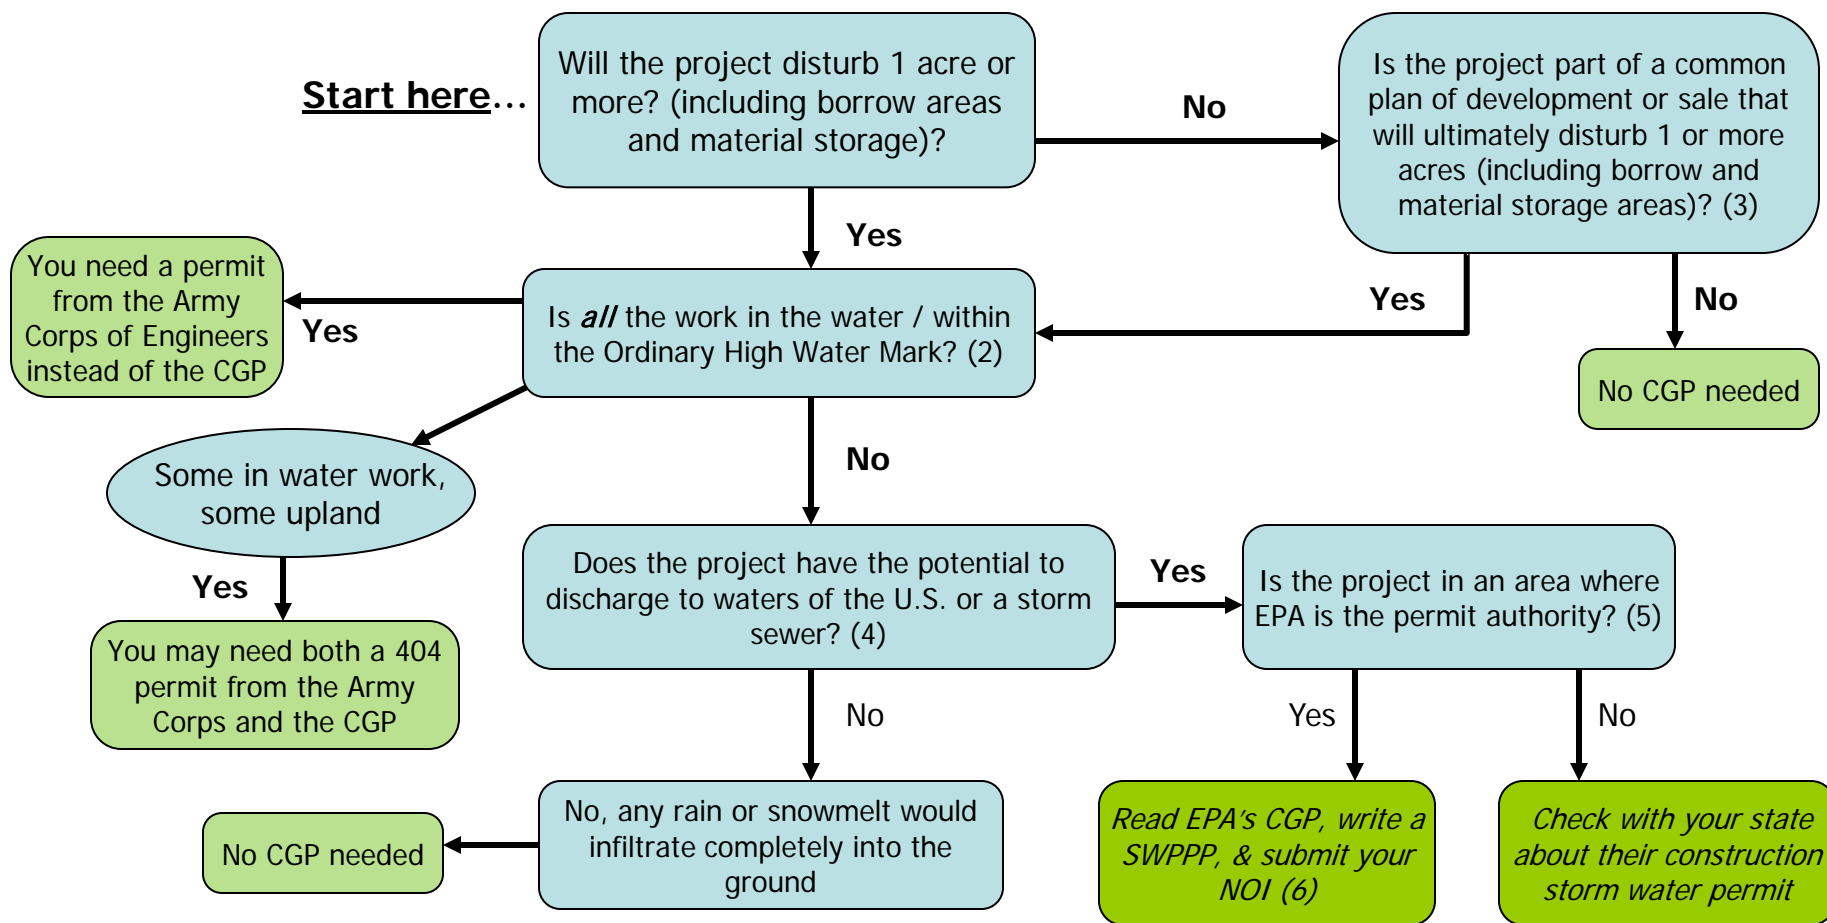 Start here...
Will the project disturb 1 acre or
more? (including borrow areas
and material storage)?
No
Is the project part of a common
plan of development or sale that
will ultimately disturb 1 or more
acres (including borrow and
material storage areas)? (3)
Yes
You need a permit
from the Army
Corps of Engineers
instead of the CGP
Yes
Is all the work in the water / within
the Ordinary High Water Mark? (2)
Yes
No
No CGP needed
Some in water work,
some upland
No
Yes
You may need both a 404
permit from the Army
Corps and the CGP
Does the project have the potential to
discharge to waters of the U.S. or a storm
sewer? (4)
Yes
Is the project in an area where
EPA is the permit authority? (5)
No
Yes
No
No CGP needed
No, any rain or snowmelt would
infiltrate completely into the
ground
Read EPA's CGP, write a
SWPPP, & submit your
NOI (6)
Check with your state
about their construction
storm water permit